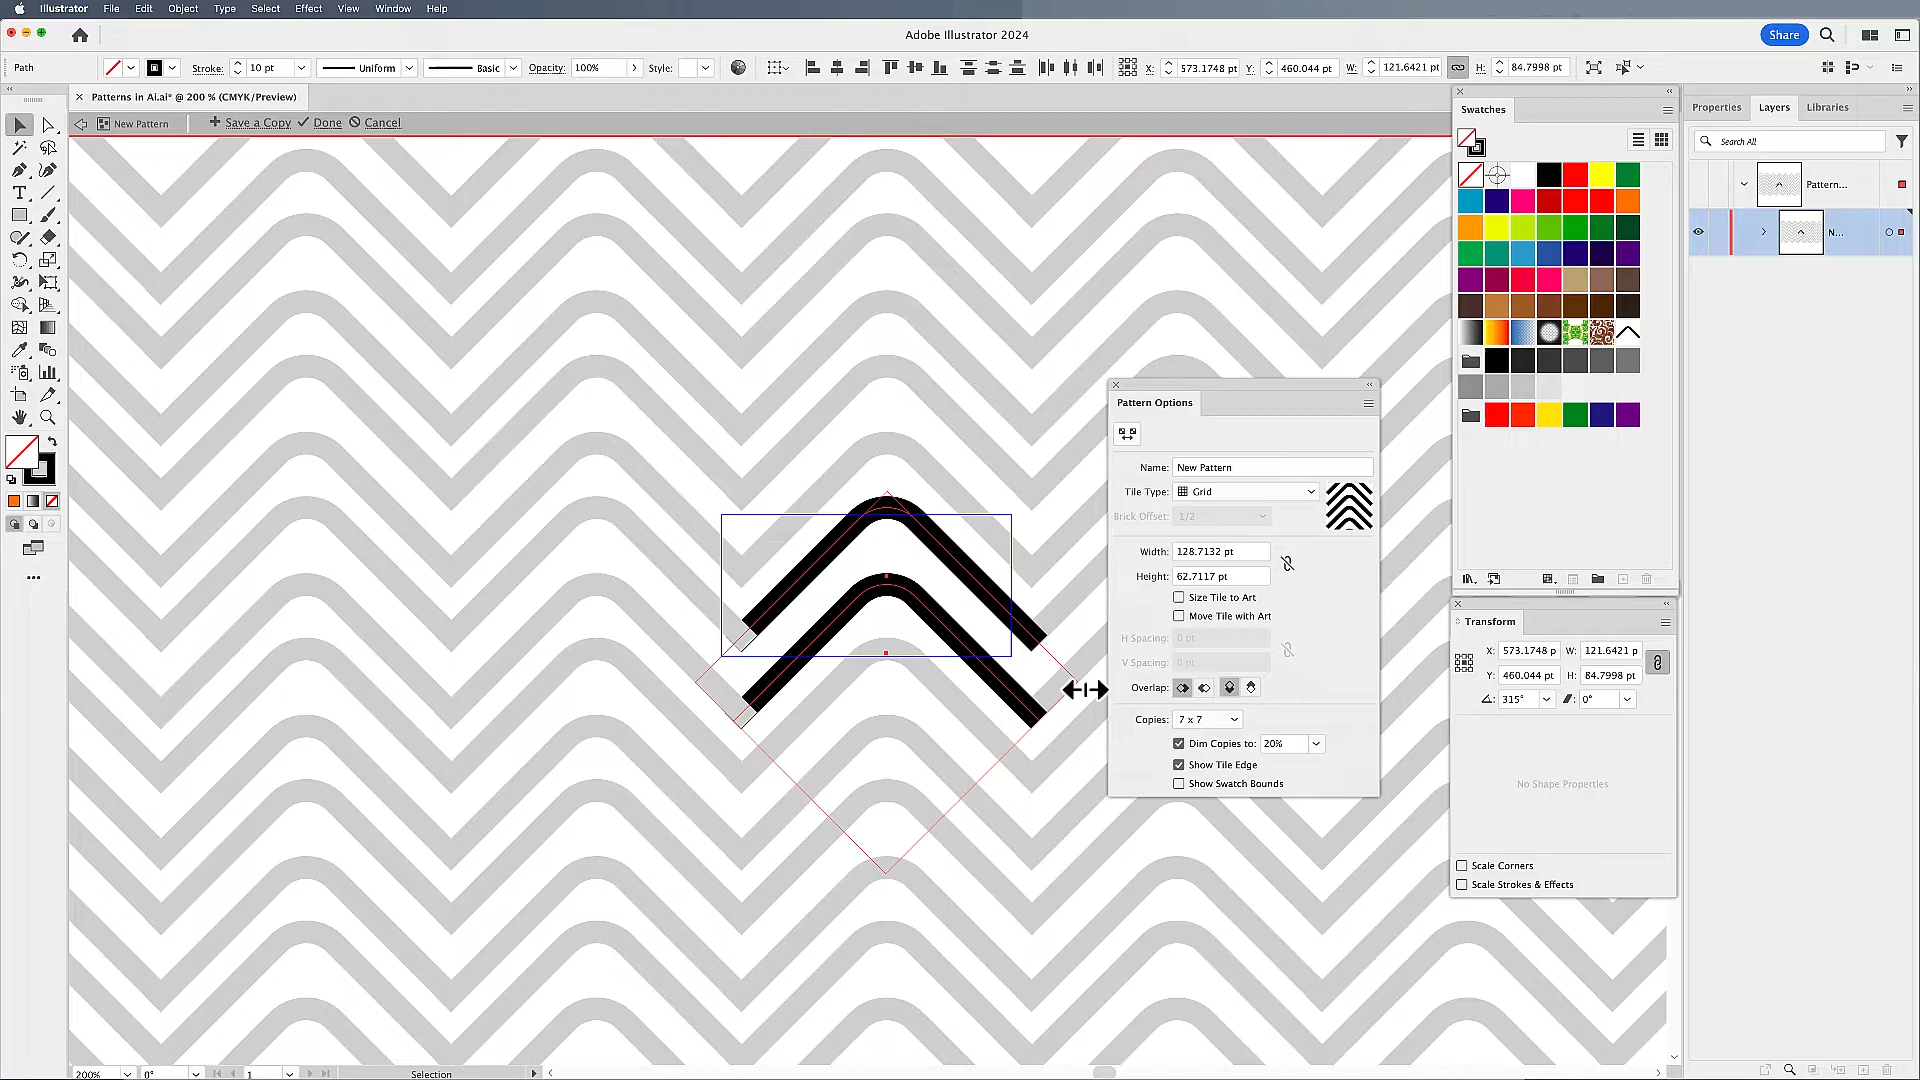 Illustrator File Edit Object Type Select Effect View Window Help
Adobe Illustrator 2024
Share
Path
Stroke: 10 pt
Uniform
Basic
Opacity: 100%
Style:
X: 573.1748 pt
Y: 460.044 pt
W: 121.6421 pt
H: 84.7998 pt
Patterns in Ai.ai* @ 200 % (CMYK/Preview)
New Pattern
Save a Copy
Done
Cancel
Swatches
Properties Layers Libraries
Search All
Pattern...
N...
Pattern Options
Name: New Pattern
Tile Type: Grid
Brick Offset: 1/2
Width: 128.7132 pt
Height: 62.7117 pt
Size Tile to Art
Move Tile with Art
H Spacing: 0 pt
V Spacing: 0 pt
Overlap:
Copies: 7 x 7
Dim Copies to: 20%
Show Tile Edge
Show Swatch Bounds
Transform
X: 573.1748 p W: 121.6421 p
Y: 460.044 pt H: 84.7998 pt
315° 0°
No Shape Properties
Scale Corners
Scale Strokes & Effects
200% 0° 1 Selection